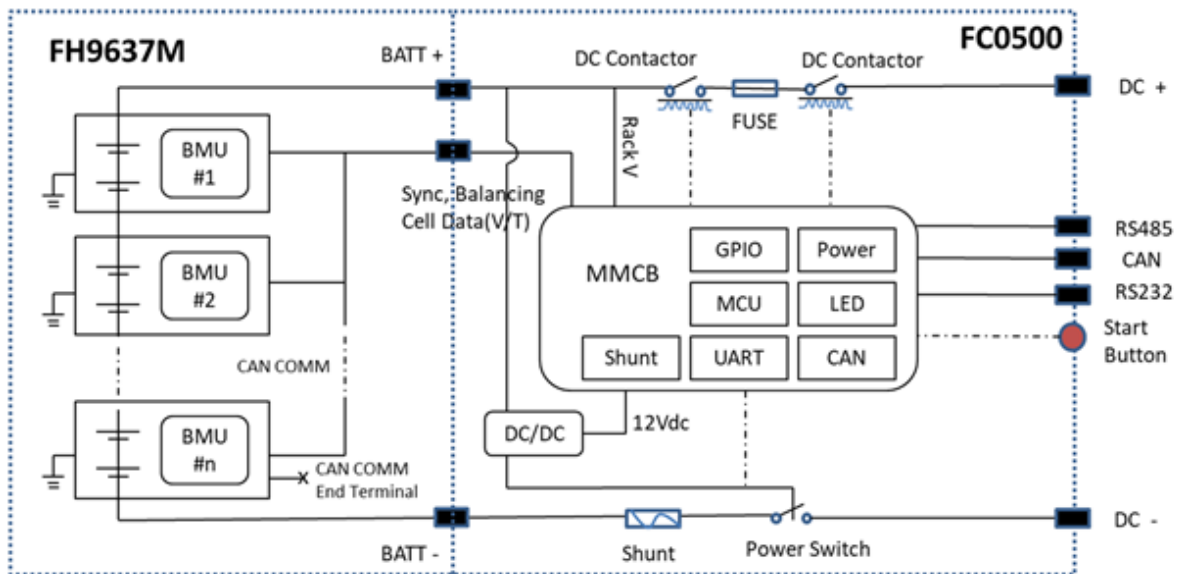 FH9637M
BATT +
FC0500
DC Contactor
DC Contactor
DC +
FUSE
Rack V
BMU
#1
Sync, Balancing
Cell Data(V/T)
BMU
#2
CAN COMM
BMU
#n
CAN COMM
End Terminal
MMCB
GPIO
Power
MCU
LED
Shunt
UART
CAN
RS485
CAN
RS232
Start
Button
DC/DC
12Vdc
BATT -
Shunt
Power Switch
DC -